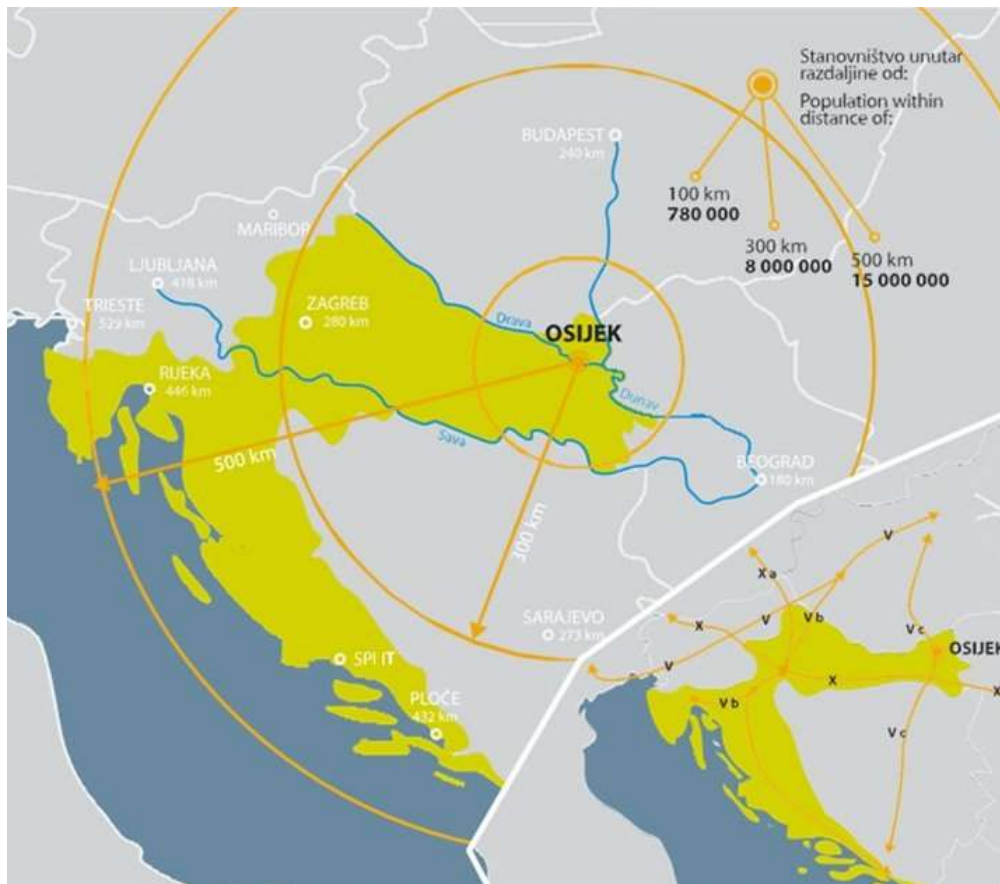 Stanovništvo unutar
razdaljine od:
Population within
distance of:
100 km
780 000
300 km
8 000 000
500 km
15 000 000
BUDAPEST
240 km
MARIBOR
LJUBLJANA
418 km
TRIESTE
529 km
ZAGREB
280 km
RIJEKA
446 km
Drava
OSIJEK
Dunav
Sava
BEOGRAD
180 km
500 km
300 km
SARAJEVO
273 km
SPLIT
PLOČE
432 km
V
X a
V
V b
X
V c
OSIJEK
V
X
X
V b
V c